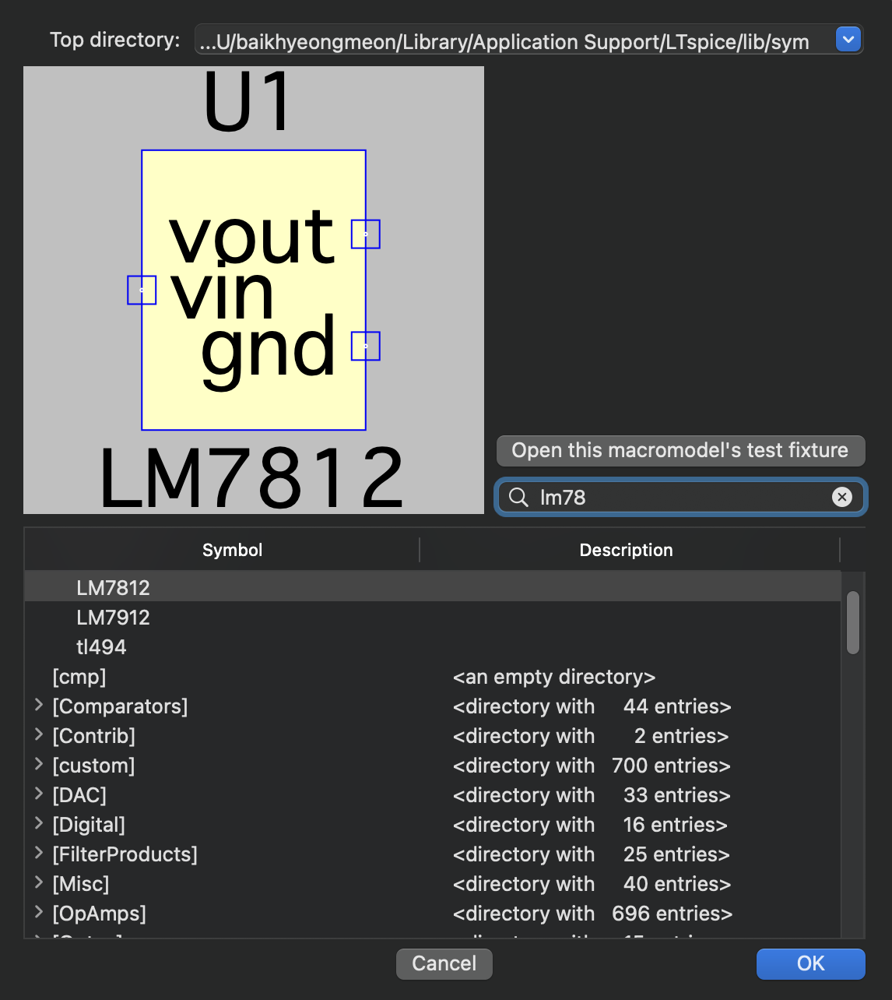 Top directory: ...U/baikhyeongmeon/Library/Application Support/LTspice/lib/sym
U1
vout
vin
gnd
LM7812
Open this macromodel's test fixture
lm78
Symbol Description
LM7812
LM7912
tl494
[cmp] <an empty directory>
[Comparators] <directory with 44 entries>
[Contrib] <directory with 2 entries>
[custom] <directory with 700 entries>
[DAC] <directory with 33 entries>
[Digital] <directory with 16 entries>
[FilterProducts] <directory with 25 entries>
[Misc] <directory with 40 entries>
[OpAmps] <directory with 696 entries>
Cancel OK